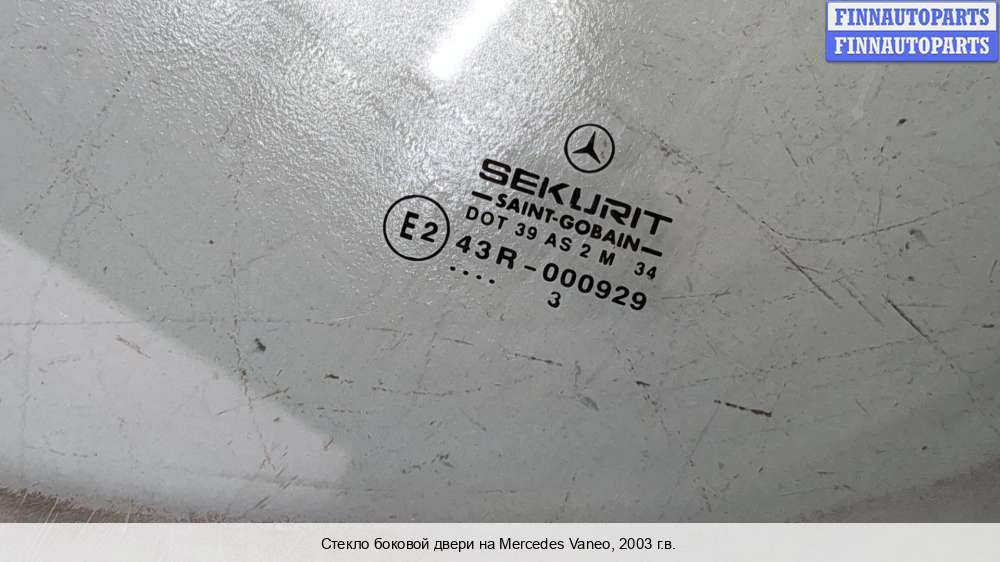 FINNAUTOPARTS
FINNAUTOPARTS
SEKURIT
SAINT-GOBAIN
DOT 39 AS 2 M 34
E2 43R-000929
.... 3
Стекло боковой двери на Mercedes Vaneo, 2003 г.в.